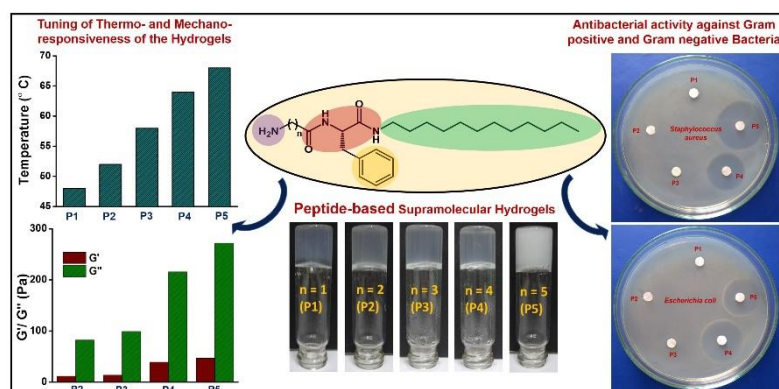 Tuning of Thermo- and Mechano-
responsiveness of the Hydrogels
Temperature (° C)
70
65
60
55
50
45
P1 P2 P3 P4 P5
G'/ G'' (Pa)
300
200
100
0
G'
G''
P2 P3 P4 P5
H₂N
n
O
H
N
O
N
H
Peptide-based Supramolecular Hydrogels
n = 1
(P1)
n = 2
(P2)
n = 3
(P3)
n = 4
(P4)
n = 5
(P5)
Antibacterial activity against Gram
positive and Gram negative Bacteria
P1
Staphylococcus
aureus
P2
P5
P3
P4
P1
Escherichia coli
P2
P5
P3
P4